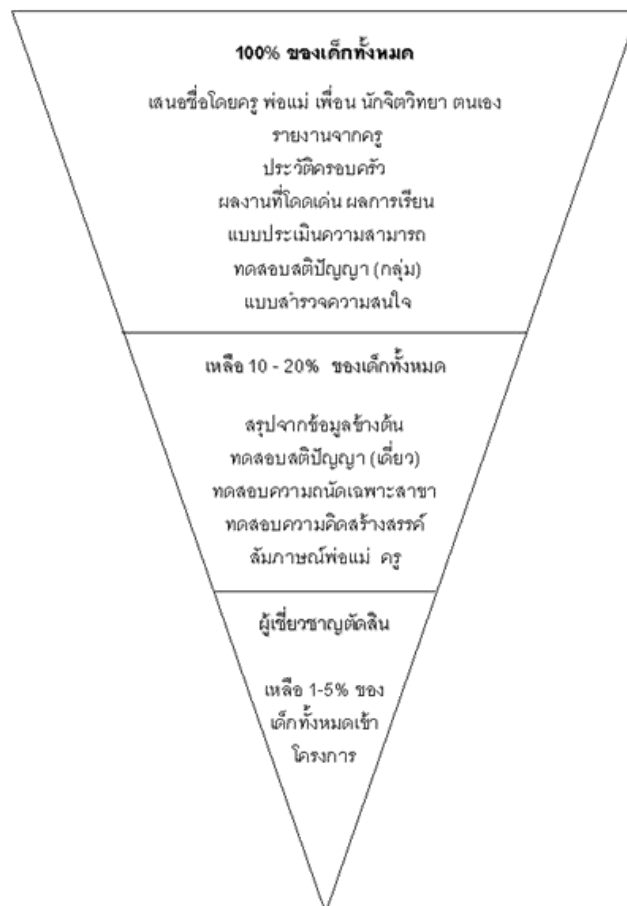 100% ของเด็กทั้งหมด
เสนอชื่อโดยครู พ่อแม่ เพื่อน นักจิตวิทยา ตนเอง
รายงานจากครู
ประวัติครอบครัว
ผลงานที่โดดเด่น ผลการเรียน
แบบประเมินความสามารถ
ทดสอบสติปัญญา (กลุ่ม)
แบบสำรวจความสนใจ
เหลือ 10 - 20% ของเด็กทั้งหมด
สรุปจากข้อมูลข้างต้น
ทดสอบสติปัญญา (เดี่ยว)
ทดสอบความถนัดเฉพาะสาขา
ทดสอบความคิดสร้างสรรค์
สัมภาษณ์พ่อแม่ ครู
ผู้เชี่ยวชาญตัดสิน
เหลือ 1-5% ของ
เด็กทั้งหมดเข้า
โครงการ